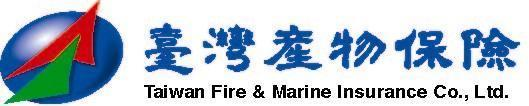 臺灣產物保險
Taiwan Fire & Marine Insurance Co., Ltd.